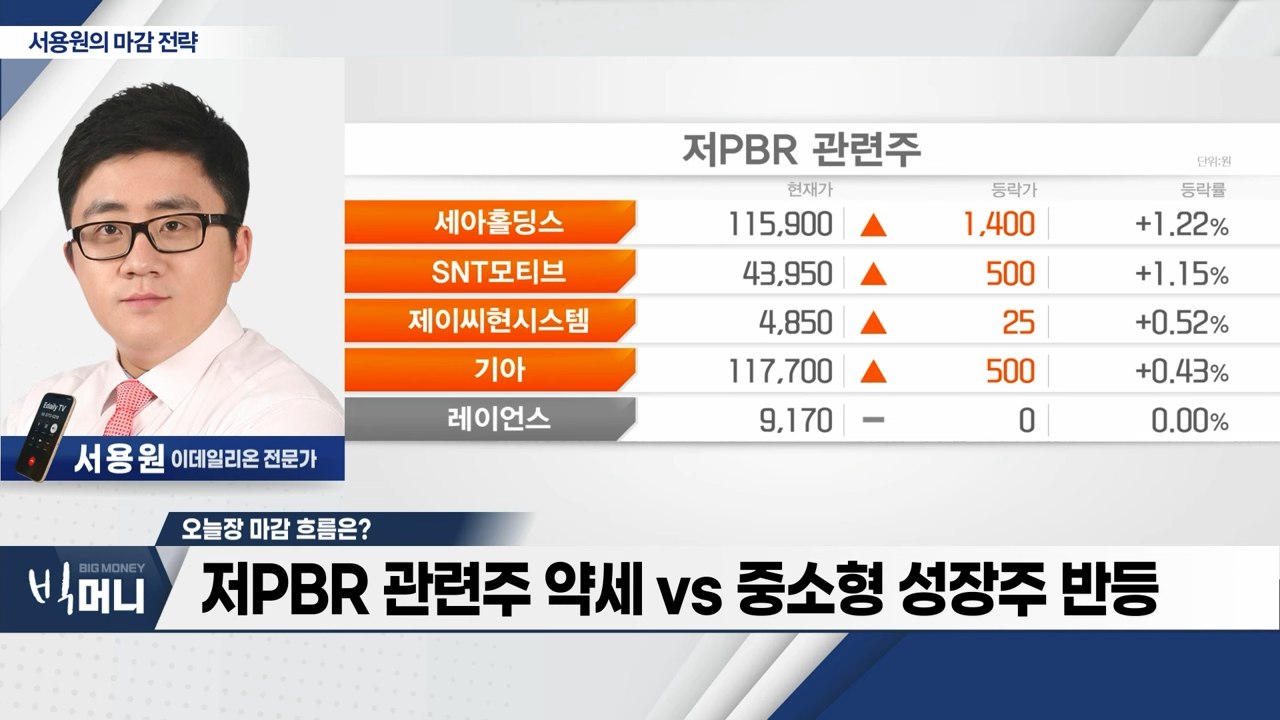 서용원의 마감 전략
저PBR 관련주
단위:원
현재가 등락가 등락률
세아홀딩스 115,900 ▲ 1,400 +1.22%
SNT모티브 43,950 ▲ 500 +1.15%
제이씨현시스템 4,850 ▲ 25 +0.52%
기아 117,700 ▲ 500 +0.43%
레이언스 9,170 - 0 0.00%
Edaily TV
서용원 이데일리온 전문가
오늘장 마감 흐름은?
BIG MONEY
빅머니
저PBR 관련주 약세 vs 중소형 성장주 반등